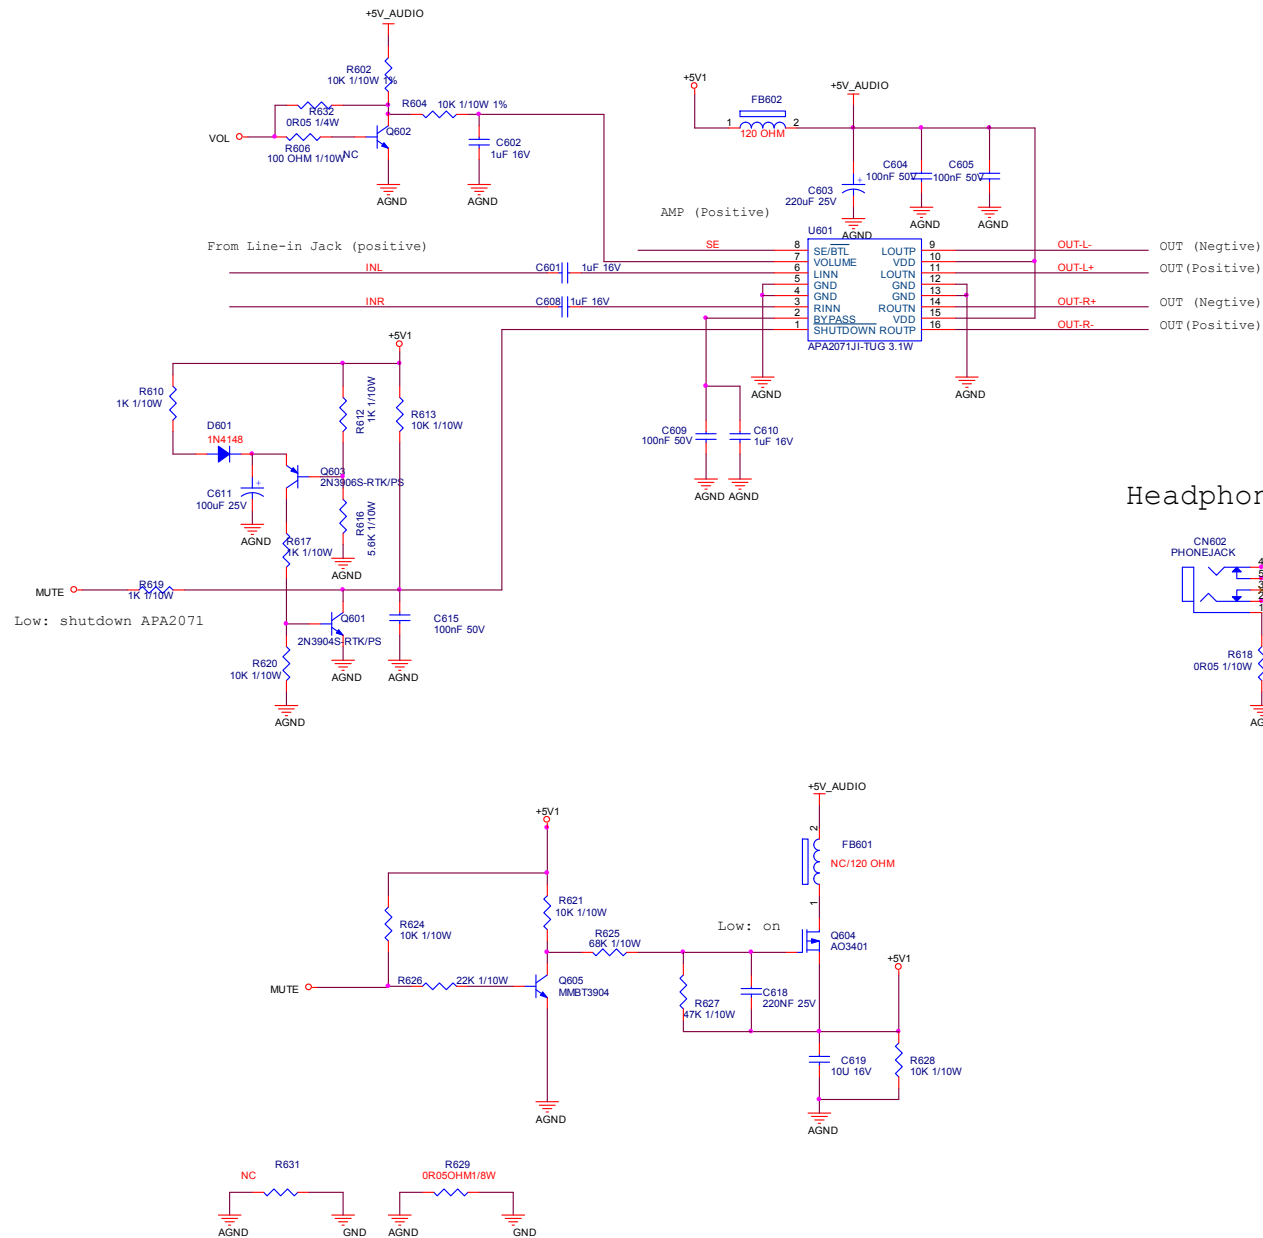 +5V_AUDIO
R602
10K 1/10W 1%
R632
0R05 1/4W
R604
10K 1/10W 1%
VOL
R606
100 OHM 1/10W
NC
Q602
C602
1uF 16V
AGND
AGND
+5V1
FB602
1
2
120 OHM
+5V_AUDIO
C604
100nF 50V
C605
100nF 50V
C603
220uF 25V
AGND
AGND
AGND
AMP (Positive)
From Line-in Jack (positive)
U601
SE
8
SE/BTL
LOUTP
9
OUT-L-
OUT (Negtive)
7
VOLUME
VDD
10
INL
C601
1uF 16V
6
LINN
LOUTN
11
OUT-L+
OUT(Positive)
5
GND
GND
12
4
GND
GND
13
INR
C608
1uF 16V
3
RINN
ROUTN
14
OUT-R+
OUT (Negtive)
2
BYPASS
VDD
15
1
SHUTDOWN
ROUTP
16
OUT-R-
OUT(Positive)
APA2071JI-TUG 3.1W
AGND
AGND
+5V1
R610
1K 1/10W
R612
1K 1/10W
R613
10K 1/10W
D601
1N4148
C611
100uF 25V
AGND
Q603
2N3906S-RTK/PS
R616
5.6K 1/10W
AGND
R617
1K 1/10W
C609
100nF 50V
C610
1uF 16V
AGND
AGND
MUTE
R619
1K 1/10W
Low: shutdown APA2071
Q601
2N3904S-RTK/PS
C615
100nF 50V
R620
10K 1/10W
AGND
AGND
AGND
Headphon
CN602
PHONEJACK
4
5
3
2
1
R618
0R05 1/10W
+5V1
R624
10K 1/10W
R621
10K 1/10W
MUTE
R626
22K 1/10W
Q605
MMBT3904
R625
68K 1/10W
AGND
+5V_AUDIO
2
FB601
NC/120 OHM
1
Low: on
Q604
AO3401
+5V1
R627
47K 1/10W
C618
220NF 25V
C619
10U 16V
R628
10K 1/10W
AGND
R631
NC
AGND
GND
R629
0R05OHM1/8W
AGND
GND